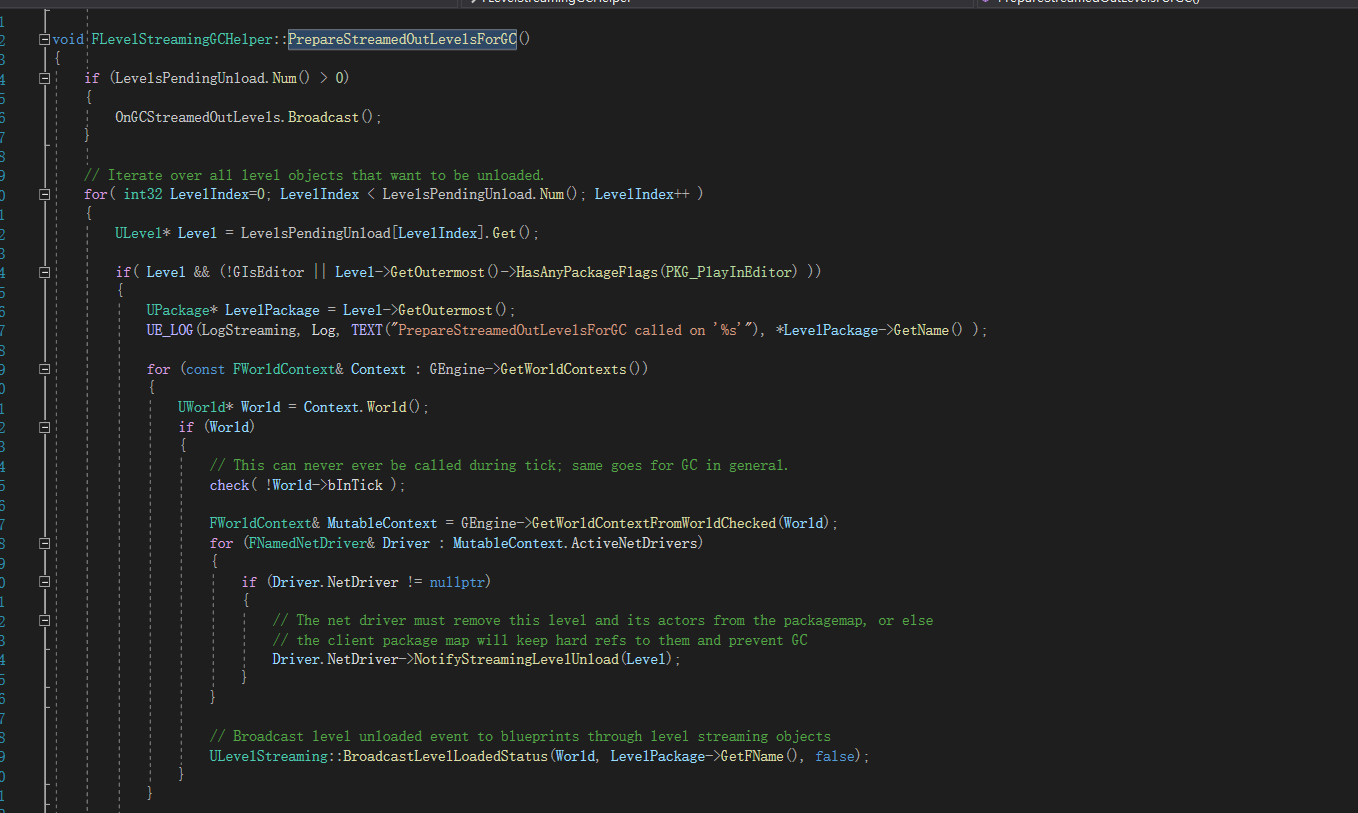 FLevelStreamingGCHelper
PrepareStreamedOutLevelsForGC()
void FLevelStreamingGCHelper::PrepareStreamedOutLevelsForGC()
{
if (LevelsPendingUnload.Num() > 0)
{
OnGCStreamedOutLevels.Broadcast();
}
// Iterate over all level objects that want to be unloaded.
for( int32 LevelIndex=0; LevelIndex < LevelsPendingUnload.Num(); LevelIndex++ )
{
ULevel* Level = LevelsPendingUnload[LevelIndex].Get();
if( Level && (!GIsEditor || Level->GetOutermost()->HasAnyPackageFlags(PKG_PlayInEditor) ))
{
UPackage* LevelPackage = Level->GetOutermost();
UE_LOG(LogStreaming, Log, TEXT("PrepareStreamedOutLevelsForGC called on '%s'"), *LevelPackage->GetName() );
for (const FWorldContext& Context : GEngine->GetWorldContexts())
{
UWorld* World = Context.World();
if (World)
{
// This can never ever be called during tick; same goes for GC in general.
check( !World->bInTick );
FWorldContext& MutableContext = GEngine->GetWorldContextFromWorldChecked(World);
for (FNamedNetDriver& Driver : MutableContext.ActiveNetDrivers)
{
if (Driver.NetDriver != nullptr)
{
// The net driver must remove this level and its actors from the packagemap, or else
// the client package map will keep hard refs to them and prevent GC
Driver.NetDriver->NotifyStreamingLevelUnload(Level);
}
}
// Broadcast level unloaded event to blueprints through level streaming objects
ULevelStreaming::BroadcastLevelLoadedStatus(World, LevelPackage->GetFName(), false);
}
}